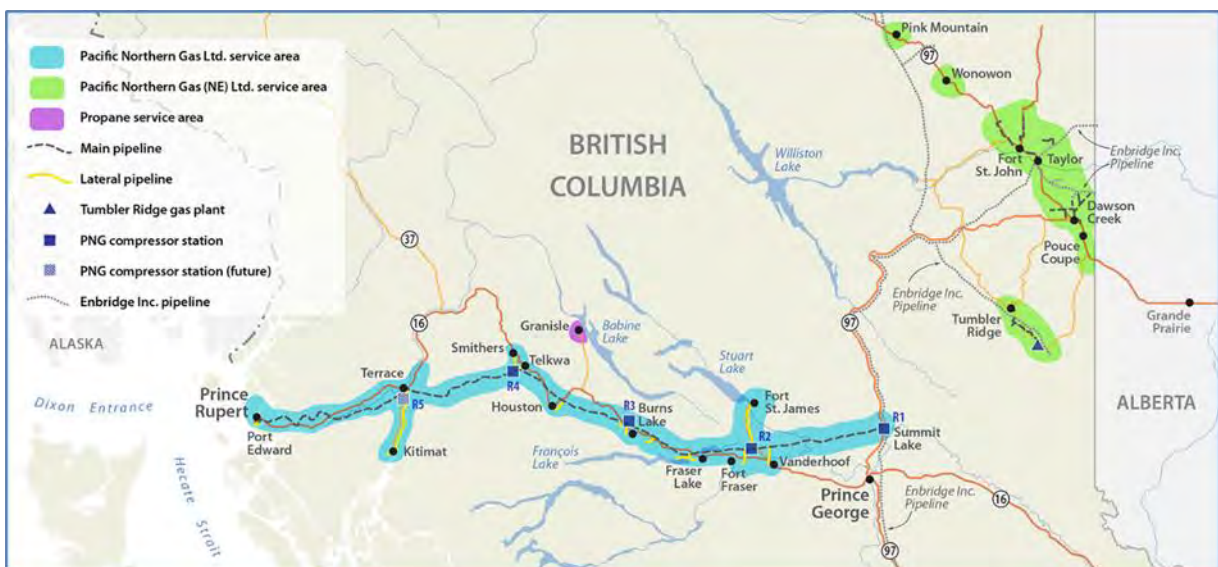 Pacific Northern Gas Ltd. service area
Pacific Northern Gas (NE) Ltd. service area
Propane service area
Main pipeline
Lateral pipeline
Tumbler Ridge gas plant
PNG compressor station
PNG compressor station (future)
Enbridge Inc. pipeline
Pink Mountain
97
Wonowon
BRITISH
COLUMBIA
Williston
Lake
Fort
St. John
Taylor
Enbridge Inc.
Pipeline
Dawson
Creek
Pouce
Coupe
Enbridge Inc.
Pipeline
Tumbler
Ridge
Grande
Prairie
ALBERTA
37
16
ALASKA
Granisle
Babine
Lake
Smithers
Telkwa
R4
Stuart
Lake
97
Terrace
R5
Prince
Rupert
Port
Edward
Kitimat
Houston
R3
Burns
Lake
Fort
St. James
R2
R1
Summit
Lake
François
Lake
Fraser
Lake
Fort
Fraser
Vanderhoof
Prince
George
Enbridge Inc.
Pipeline
16
97
Dixon Entrance
Hecate Strait